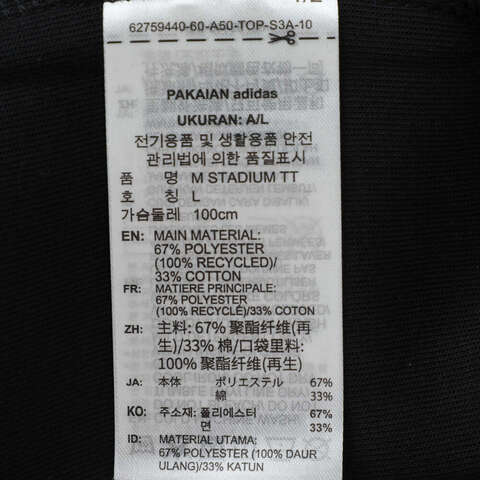 62759440-60-A50-TOP-S3A-10
PAKAIAN adidas
UKURAN: A/L
전기용품 및 생활용품 안전
관리법에 의한 품질표시
품 명 M STADIUM TT
호 칭 L
가슴둘레 100cm
EN: MAIN MATERIAL:
67% POLYESTER
(100% RECYCLED)/
33% COTTON
FR: MATIERE PRINCIPALE:
67% POLYESTER
(100% RECYCLE)/33% COTON
ZH: 主料: 67% 聚酯纤维(再
生)/33% 棉/口袋里料:
100% 聚酯纤维(再生)
JA: 本体 ポリエステル 67%
綿 33%
KO: 주소재: 폴리에스터 67%
면 33%
ID: MATERIAL UTAMA:
67% POLYESTER (100% DAUR
ULANG)/33% KATUN